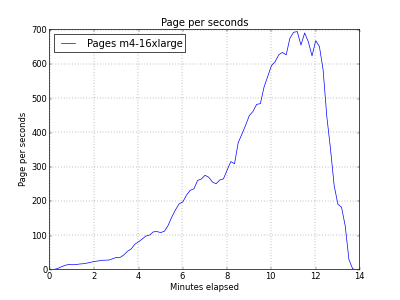 Page per seconds
Pages m4-16xlarge
700
600
500
400
300
200
100
0
Page per seconds
0 2 4 6 8 10 12 14
Minutes elapsed